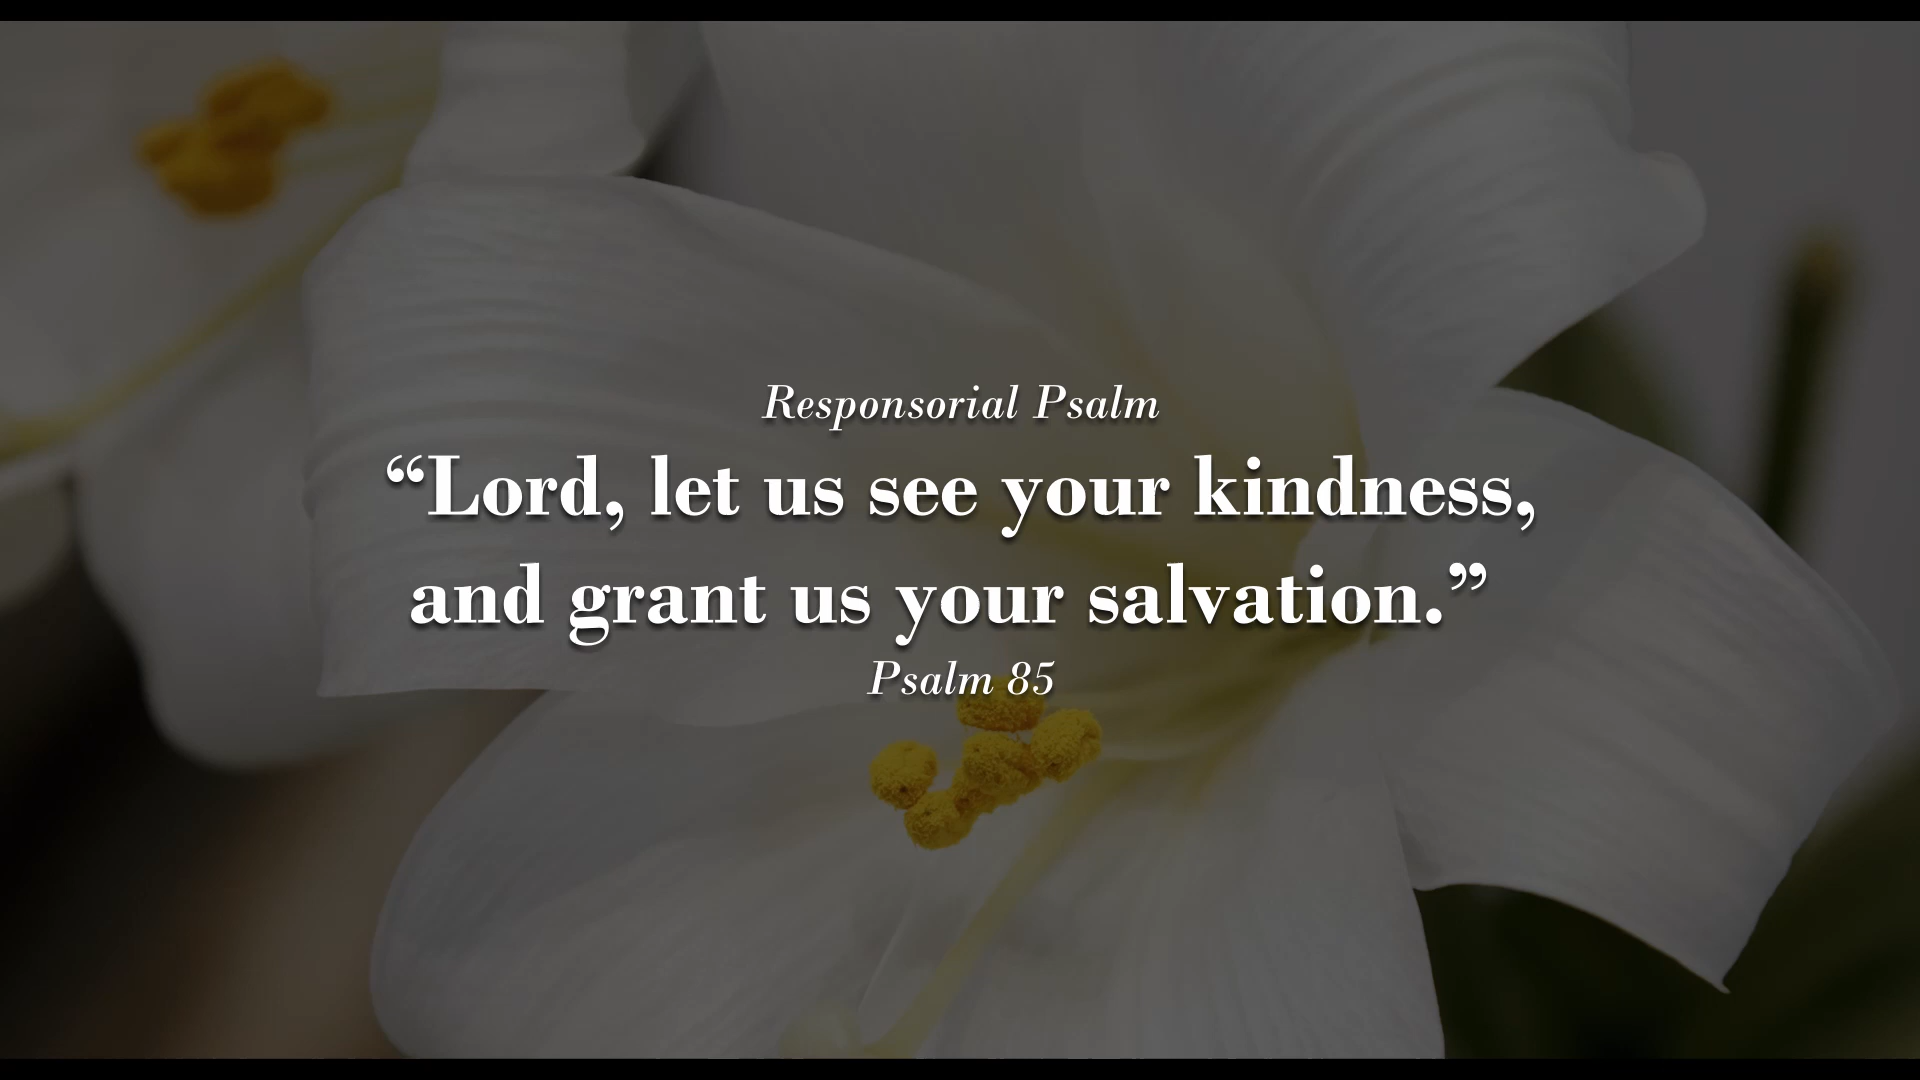 Responsorial Psalm
“Lord, let us see your kindness,
and grant us your salvation.”
Psalm 85